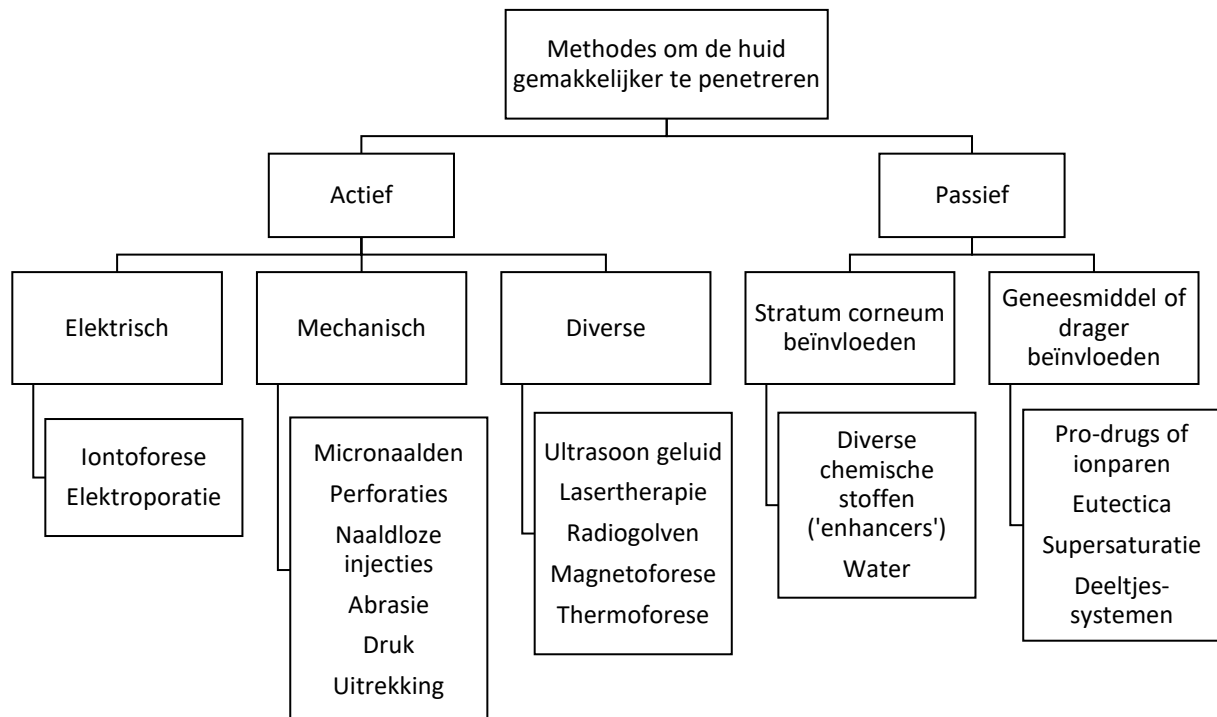 Methodes om de huid
gemakkelijker te penetreren
Actief
Passief
Elektrisch
Mechanisch
Diverse
Stratum corneum
beïnvloeden
Geneesmiddel of
drager
beïnvloeden
Iontoforese
Elektroporatie
Micronaalden
Perforaties
Naaldloze
injecties
Abrasie
Druk
Uitrekking
Ultrasoon geluid
Lasertherapie
Radiogolven
Magnetoforese
Thermoforese
Diverse
chemische
stoffen
('enhancers')
Water
Pro-drugs of
ionparen
Eutectica
Supersaturatie
Deeltjes-
systemen